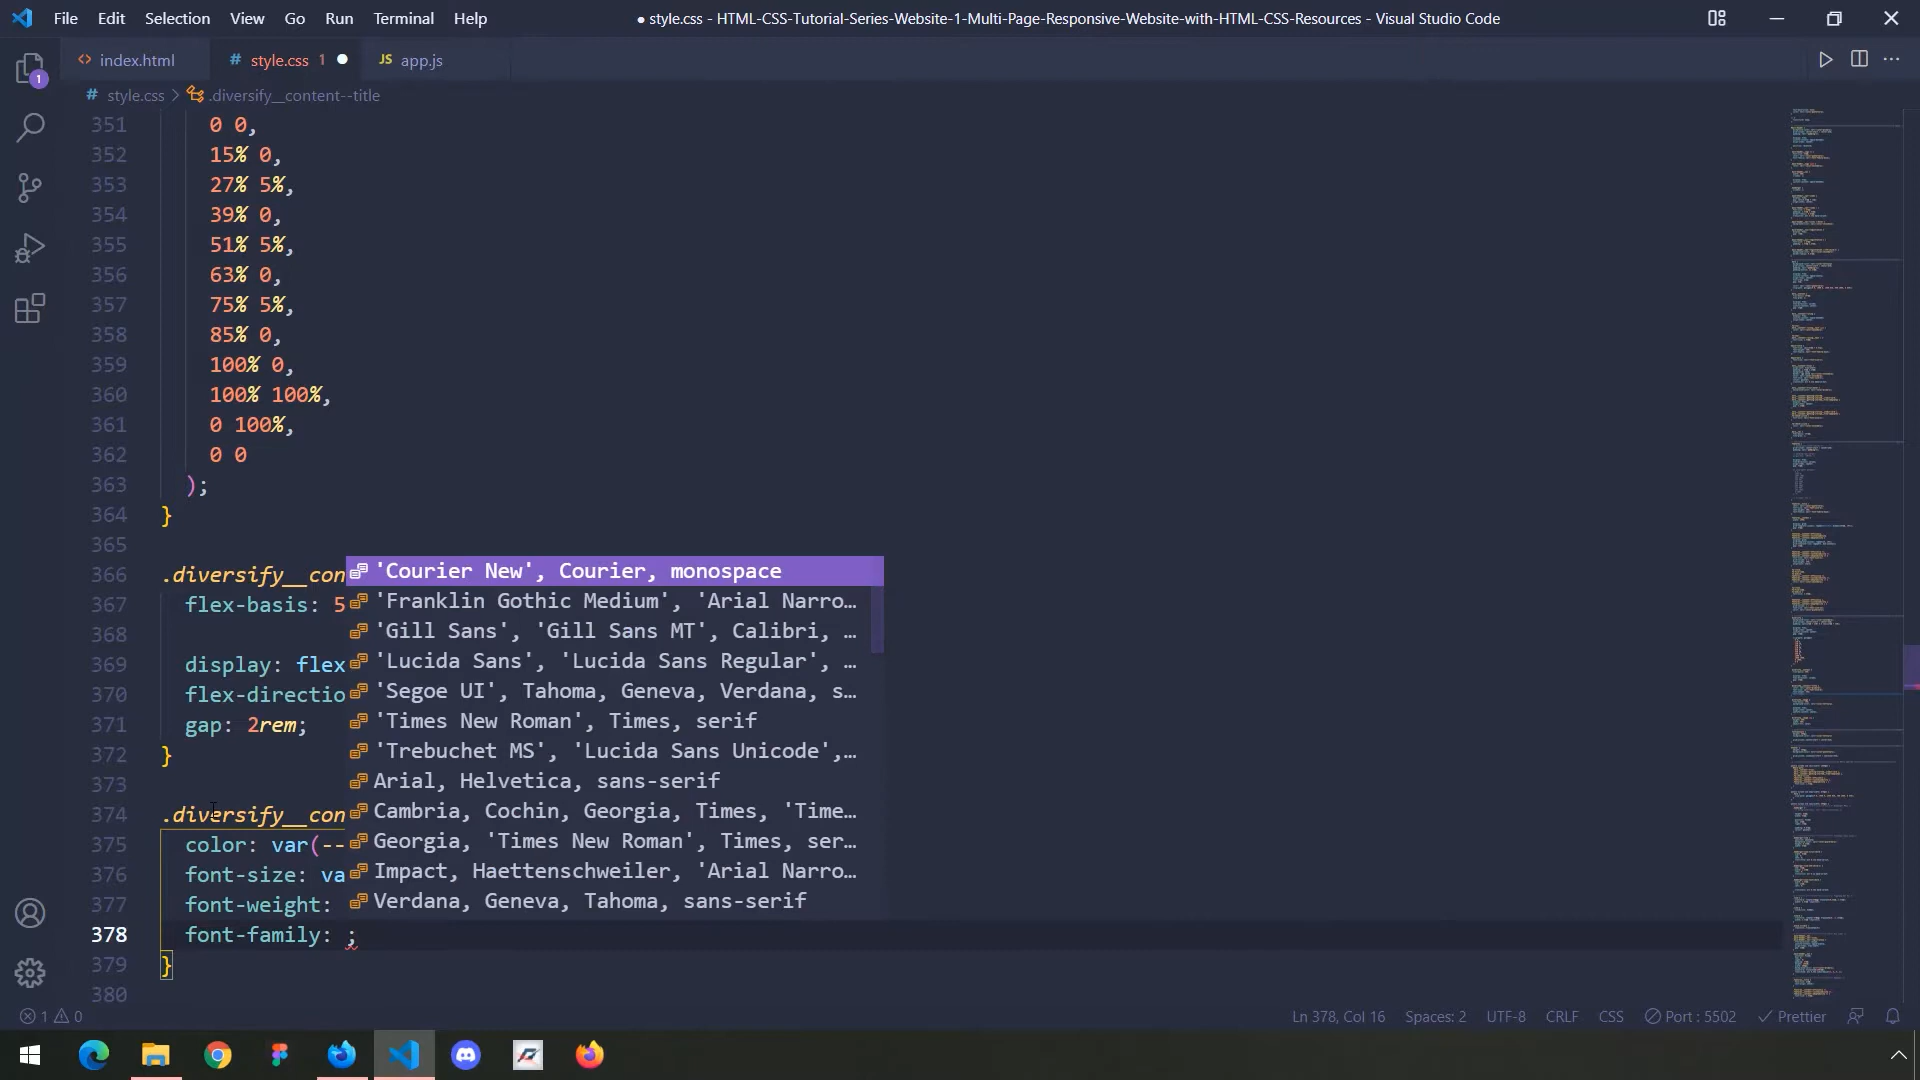 File Edit Selection View Go Run Terminal Help
● style.css - HTML-CSS-Tutorial-Series-Website-1-Multi-Page-Responsive-Website-with-HTML-CSS-Resources - Visual Studio Code
<> index.html # style.css 1 ● JS app.js
# style.css > .diversify__content--title
1
351 0 0,
352 15% 0,
353 27% 5%,
354 39% 0,
355 51% 5%,
356 63% 0,
357 75% 5%,
358 85% 0,
359 100% 0,
360 100% 100%,
361 0 100%,
362 0 0
363 );
364 }
365
366 .diversify__con
367 flex-basis: 5
368
369 display: flex
370 flex-directio
371 gap: 2rem;
372 }
373
374 .diversify__con
375 color: var(--
376 font-size: va
377 font-weight:
378 font-family: ;
379 }
380
'Courier New', Courier, monospace
'Franklin Gothic Medium', 'Arial Narro…
'Gill Sans', 'Gill Sans MT', Calibri, …
'Lucida Sans', 'Lucida Sans Regular', …
'Segoe UI', Tahoma, Geneva, Verdana, s…
'Times New Roman', Times, serif
'Trebuchet MS', 'Lucida Sans Unicode',…
Arial, Helvetica, sans-serif
Cambria, Cochin, Georgia, Times, 'Time…
Georgia, 'Times New Roman', Times, ser…
Impact, Haettenschweiler, 'Arial Narro…
Verdana, Geneva, Tahoma, sans-serif
1 0 Ln 378, Col 16 Spaces: 2 UTF-8 CRLF CSS Port : 5502 Prettier